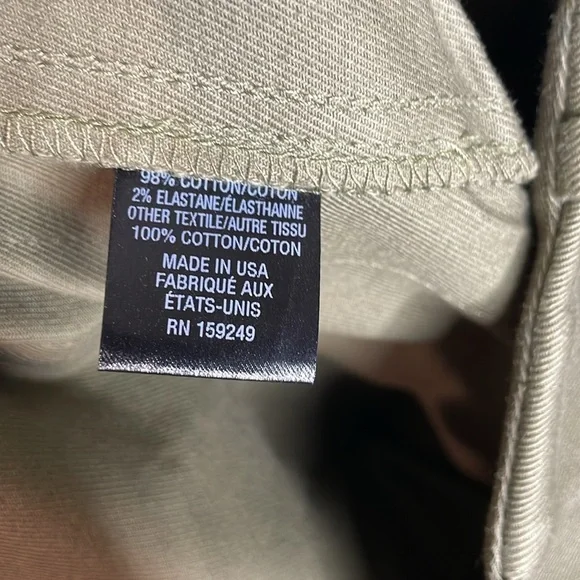 98% COTTON/COTON
2% ELASTANE/ÉLASTHANNE
OTHER TEXTILE/AUTRE TISSU
100% COTTON/COTON
MADE IN USA
FABRIQUÉ AUX
ÉTATS-UNIS
RN 159249